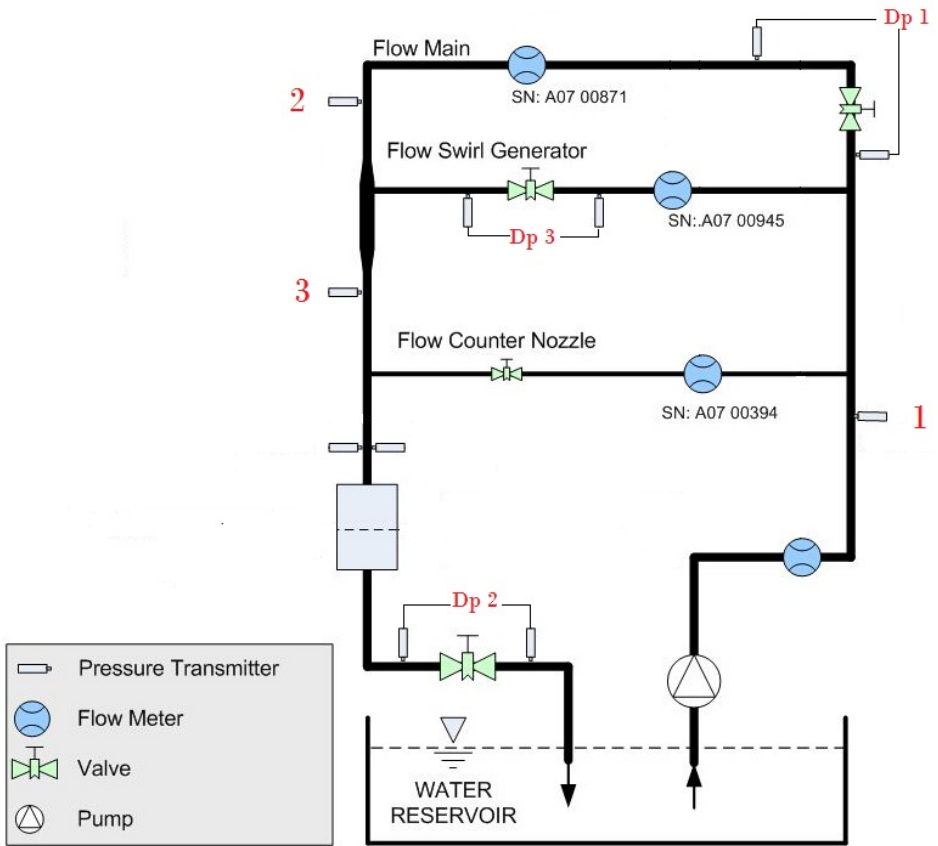 Dp 1
Flow Main
SN: A07 00871
2
Flow Swirl Generator
SN:.A07 00945
Dp 3
3
Flow Counter Nozzle
SN: A07 00394
1
Dp 2
Pressure Transmitter
Flow Meter
Valve
Pump
WATER
RESERVOIR